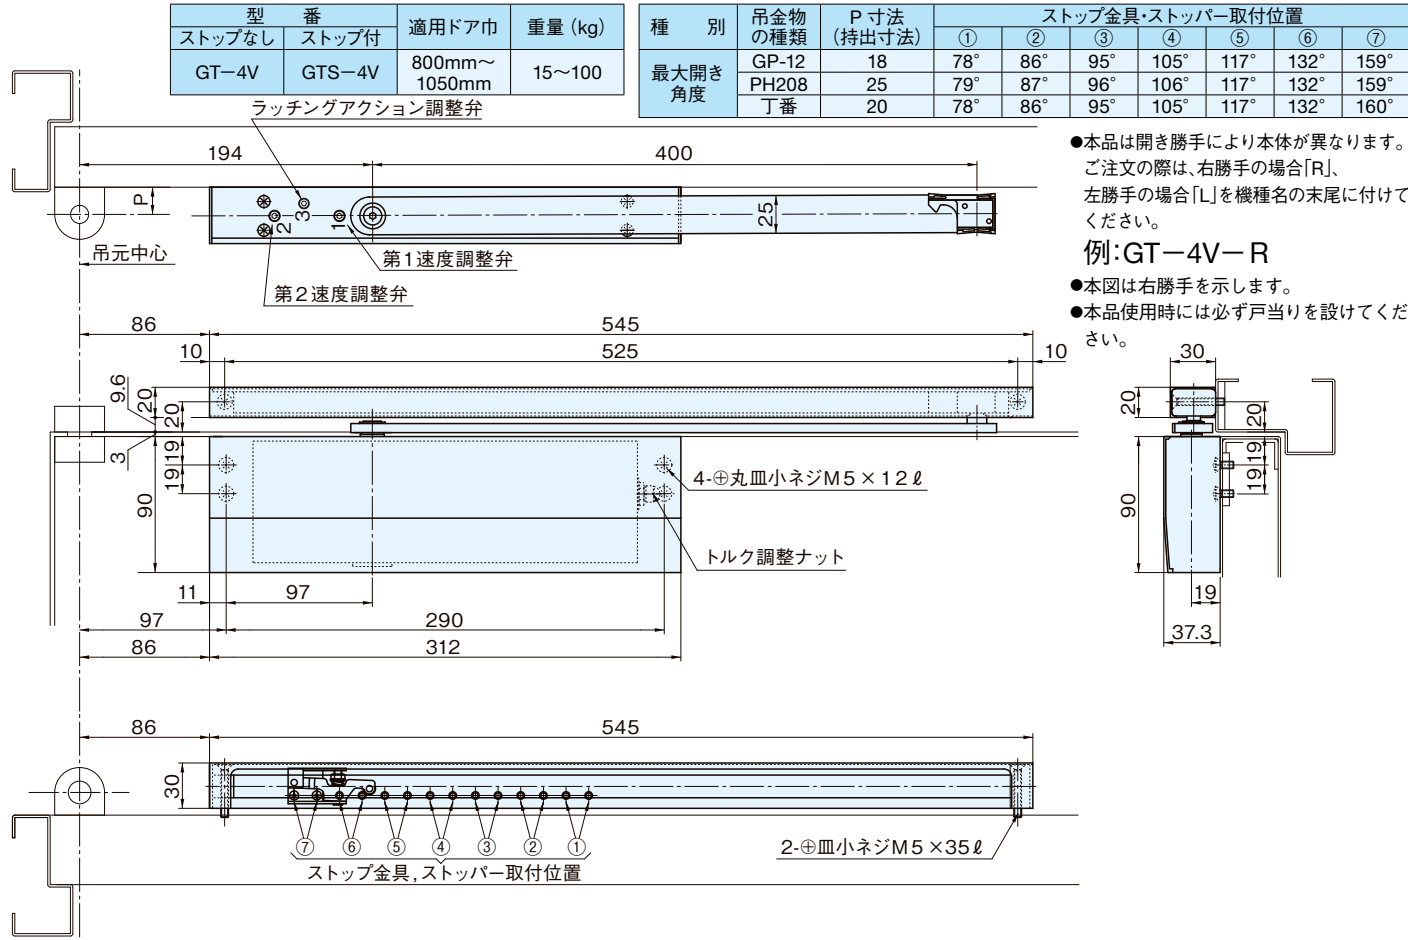 型 番 適用ドア巾 重量(kg)
ストップなし ストップ付
GT-4V GTS-4V 800mm〜1050mm 15〜100
種 別 吊金物の種類 P寸法(持出寸法) ストップ金具・ストッパー取付位置
① ② ③ ④ ⑤ ⑥ ⑦
最大開き角度
GP-12 18 78° 86° 95° 105° 117° 132° 159°
PH208 25 79° 87° 96° 106° 117° 132° 159°
丁番 20 78° 86° 95° 105° 117° 132° 160°
ラッチングアクション調整弁
194 400
P
2 3 1
25
吊元中心
第1速度調整弁
第2速度調整弁
●本品は開き勝手により本体が異なります。
ご注文の際は、右勝手の場合「R」、
左勝手の場合「L」を機種名の末尾に付けて
ください。
例:GT-4V-R
●本図は右勝手を示します。
●本品使用時には必ず戸当りを設けてくだ
さい。
86 545
10 525 10
9.6 20 20
3 19 19
90
4-⊕丸皿小ネジM5×12ℓ
トルク調整ナット
11 97
97 290
86 312
30
20 20
19 19
90
19
37.3
86 545
30
⑦ ⑥ ⑤ ④ ③ ② ①
ストップ金具,ストッパー取付位置
2-⊕皿小ネジM5×35ℓ